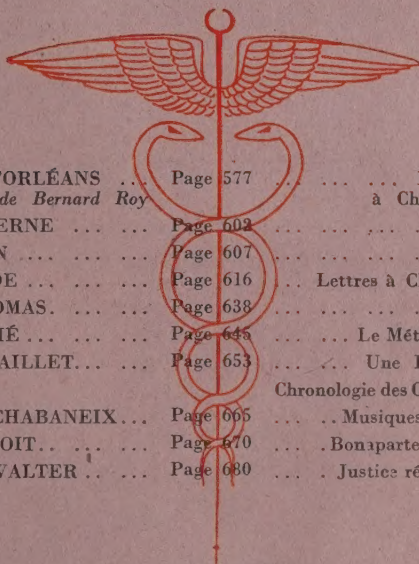 'ORLÉANS ... Page 577 ... ... ...
de Bernard Roy à Ch
ERNE ... ... Page 602 ... ...
N .... ... ... Page 607 ... ...
DE ... ... ... Page 616 .. Lettres à C
OMAS. ... ... Page 638 ... ...
IÉ ... ... ... Page 645 ... Le Mét
AILLET... ... Page 653 ... Une
Chronologie des
CHABANEIX... Page 665 ... .. Musiques
OIT.. ... ... Page 670 ... Bonaparte
WALTER .. ... Page 680 ... . Justice ré